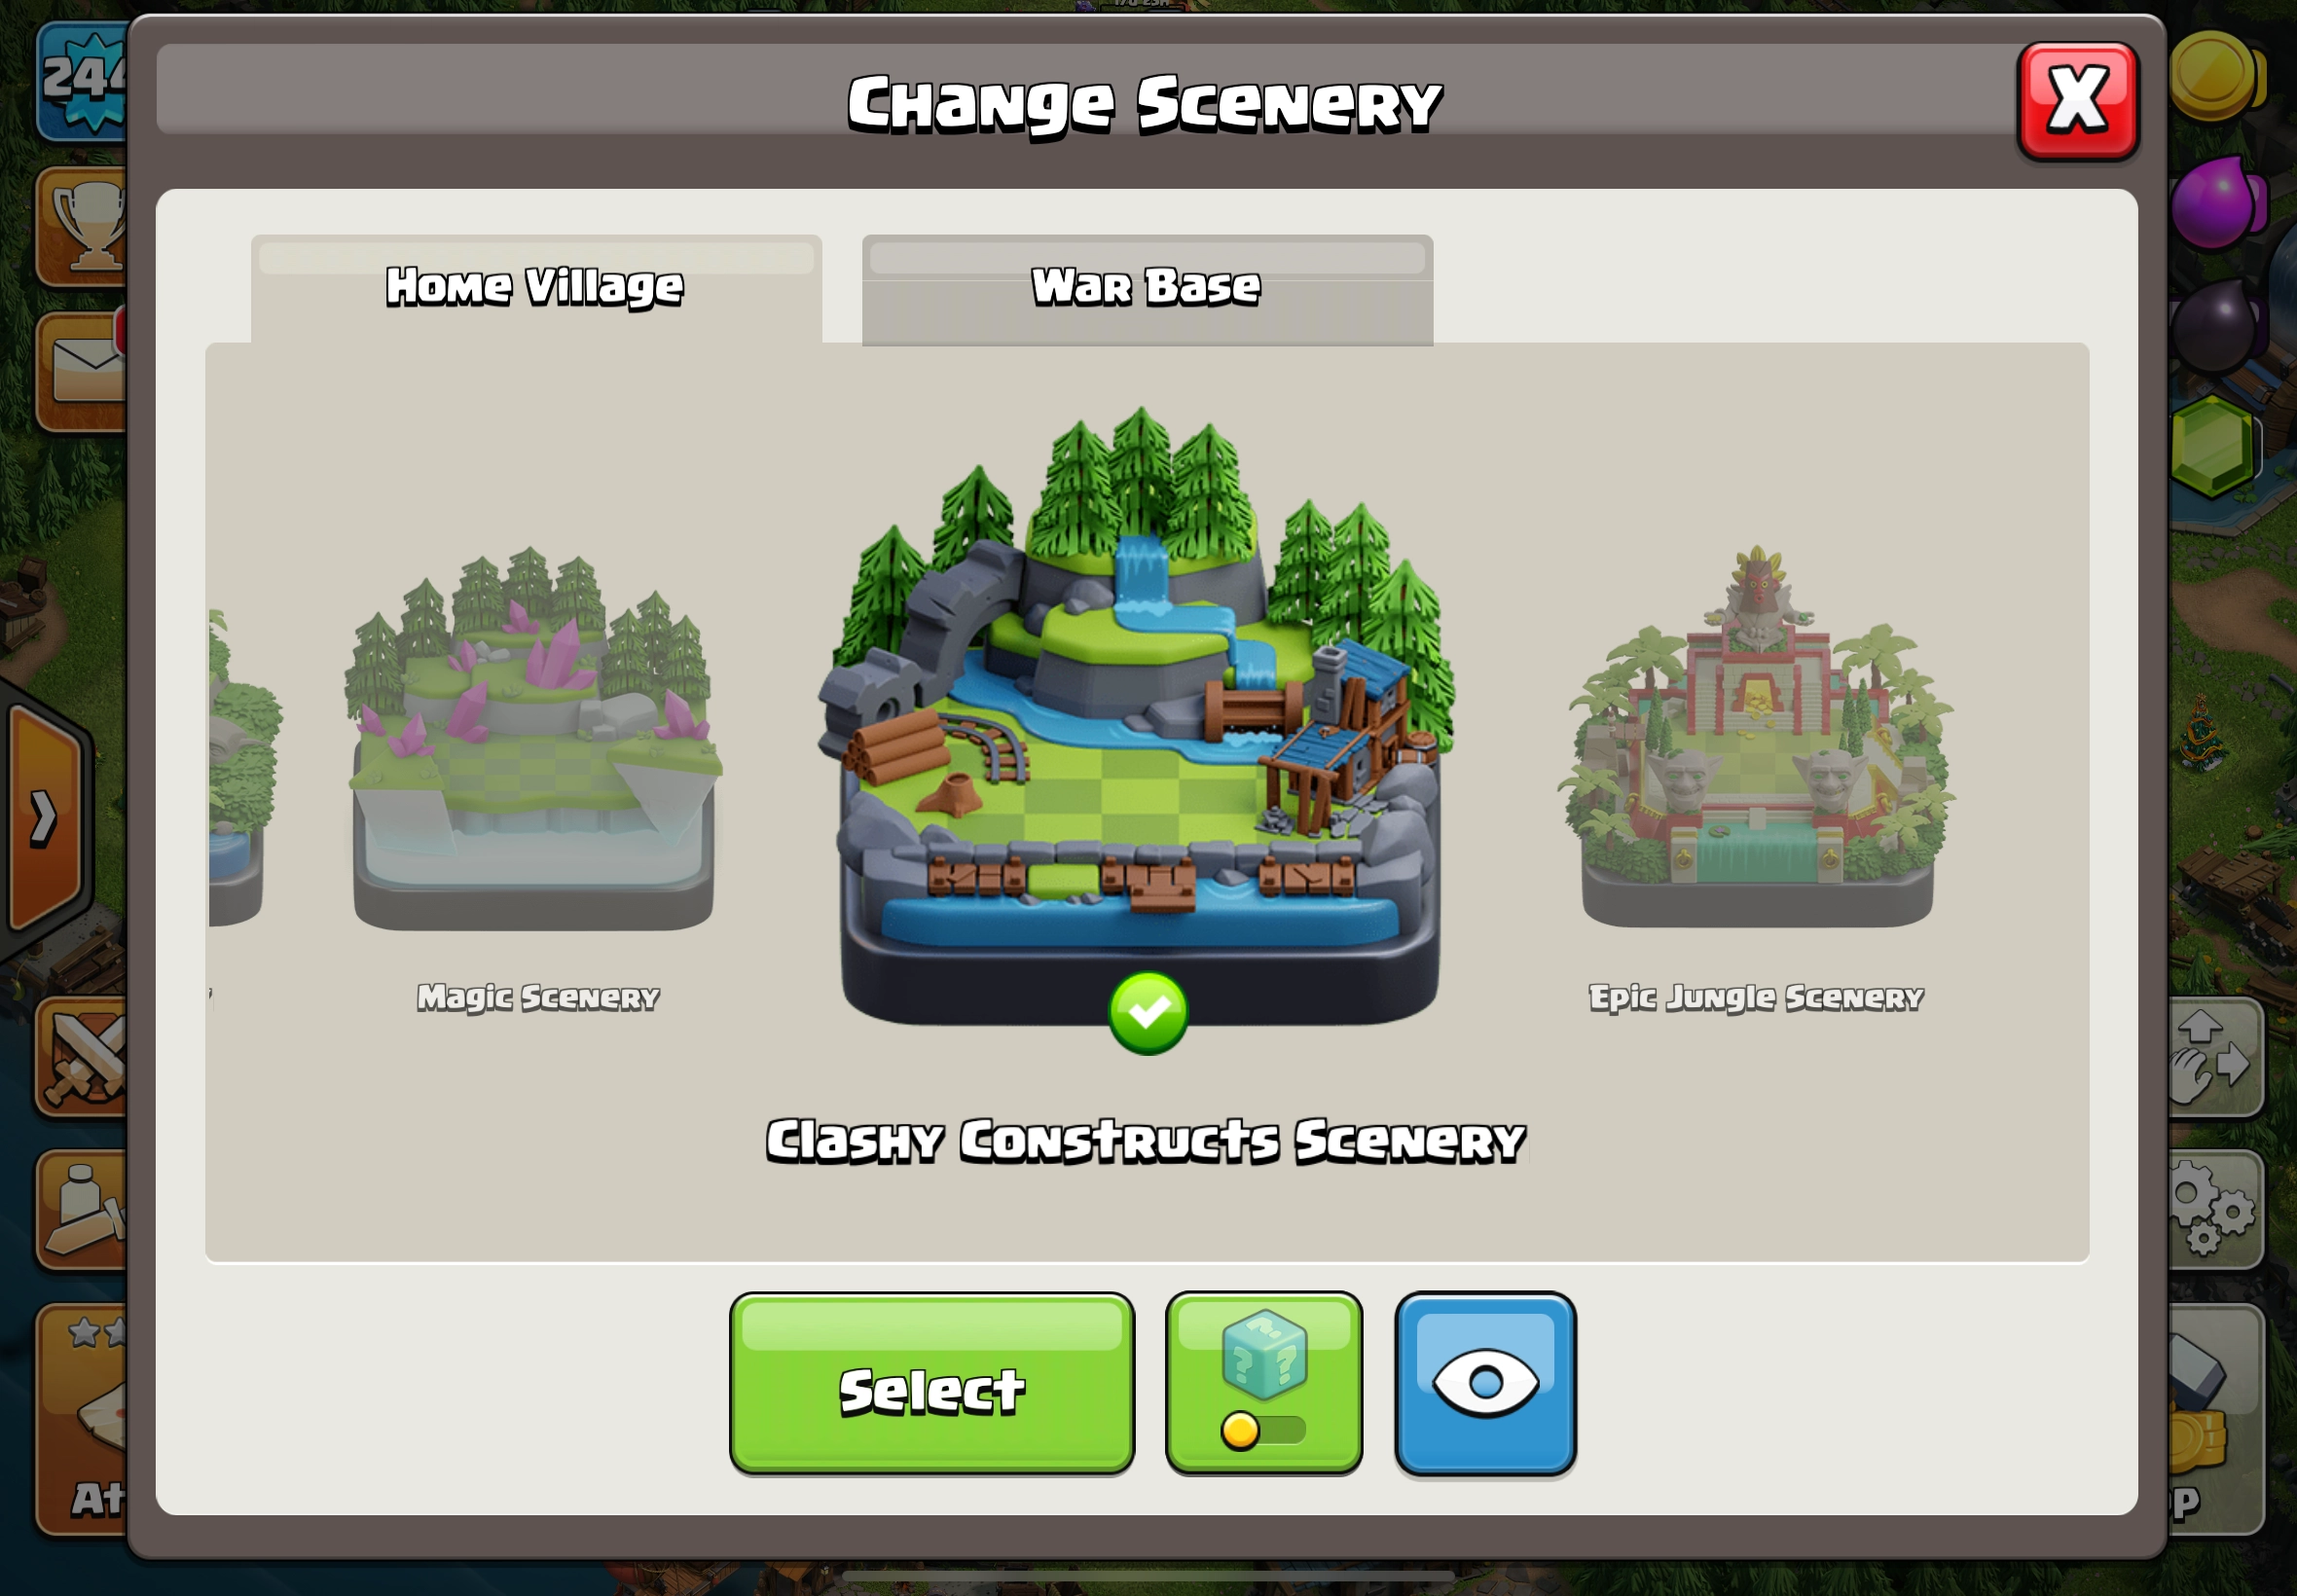 Change Scenery
X
Home Village
War Base
Magic Scenery
Clashy Constructs Scenery
Epic Jungle Scenery
Select
? ? ?